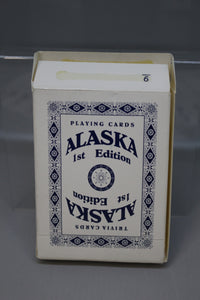 PLAYING CARDS
ALASKA
1st Edition
1st
Edition
ALASKA
TRIVIA CARDS